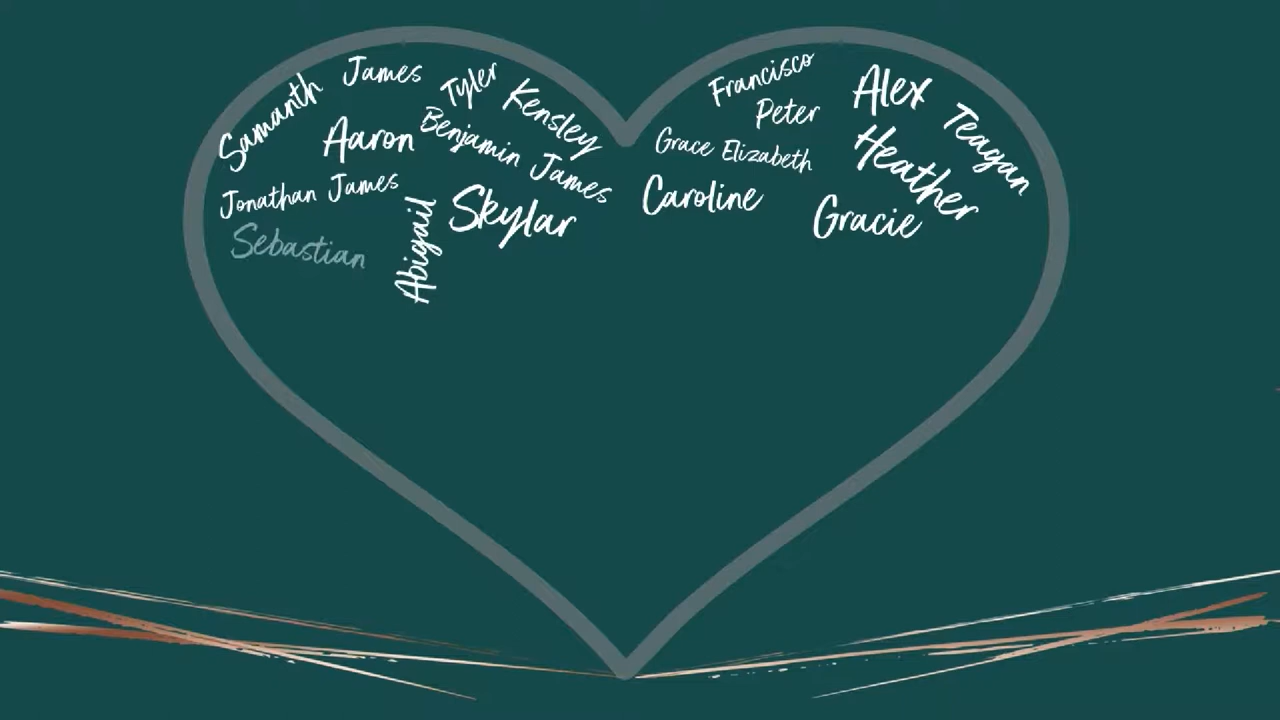 Samanth
James
Tyler
Kensley
Aaron
Benjamin James
Jonathan James
Sebastian
Abigail
Skylar
Francisco
Peter
Alex
Teagan
Grace Elizabeth
Heather
Caroline
Gracie